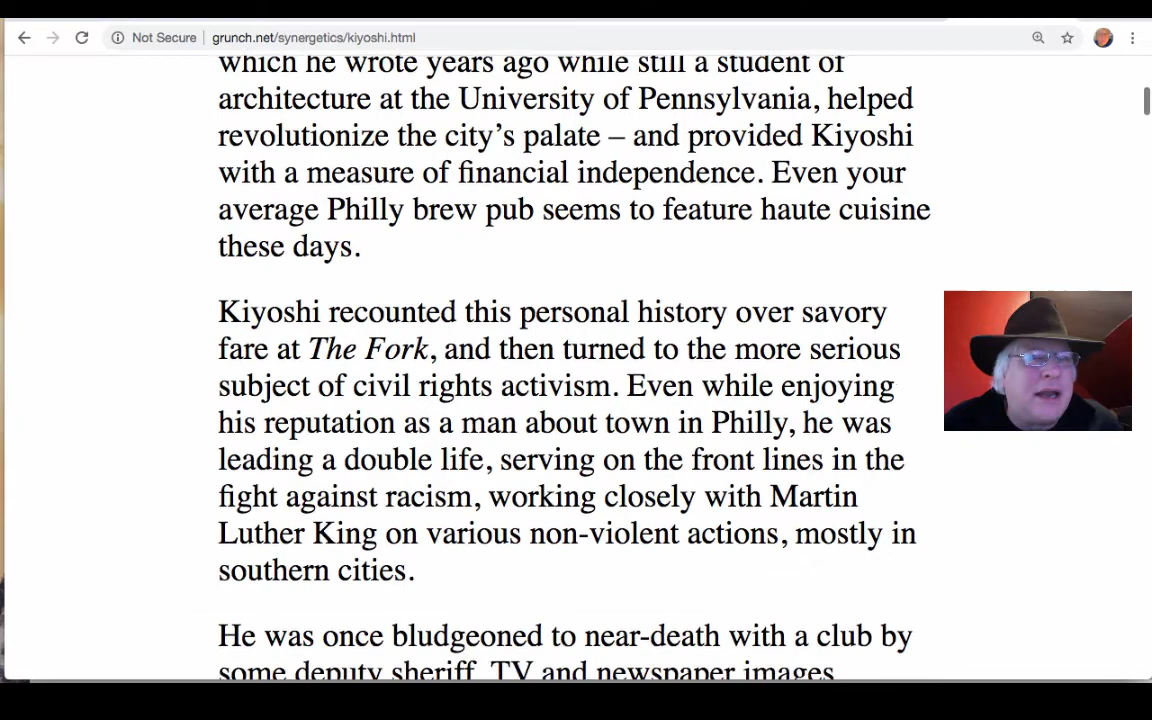 Not Secure | grunch.net/synergetics/kiyoshi.html
which he wrote years ago while still a student of
architecture at the University of Pennsylvania, helped
revolutionize the city’s palate – and provided Kiyoshi
with a measure of financial independence. Even your
average Philly brew pub seems to feature haute cuisine
these days.
Kiyoshi recounted this personal history over savory
fare at The Fork, and then turned to the more serious
subject of civil rights activism. Even while enjoying
his reputation as a man about town in Philly, he was
leading a double life, serving on the front lines in the
fight against racism, working closely with Martin
Luther King on various non-violent actions, mostly in
southern cities.
He was once bludgeoned to near-death with a club by
some deputy sheriff. TV and newspaper images